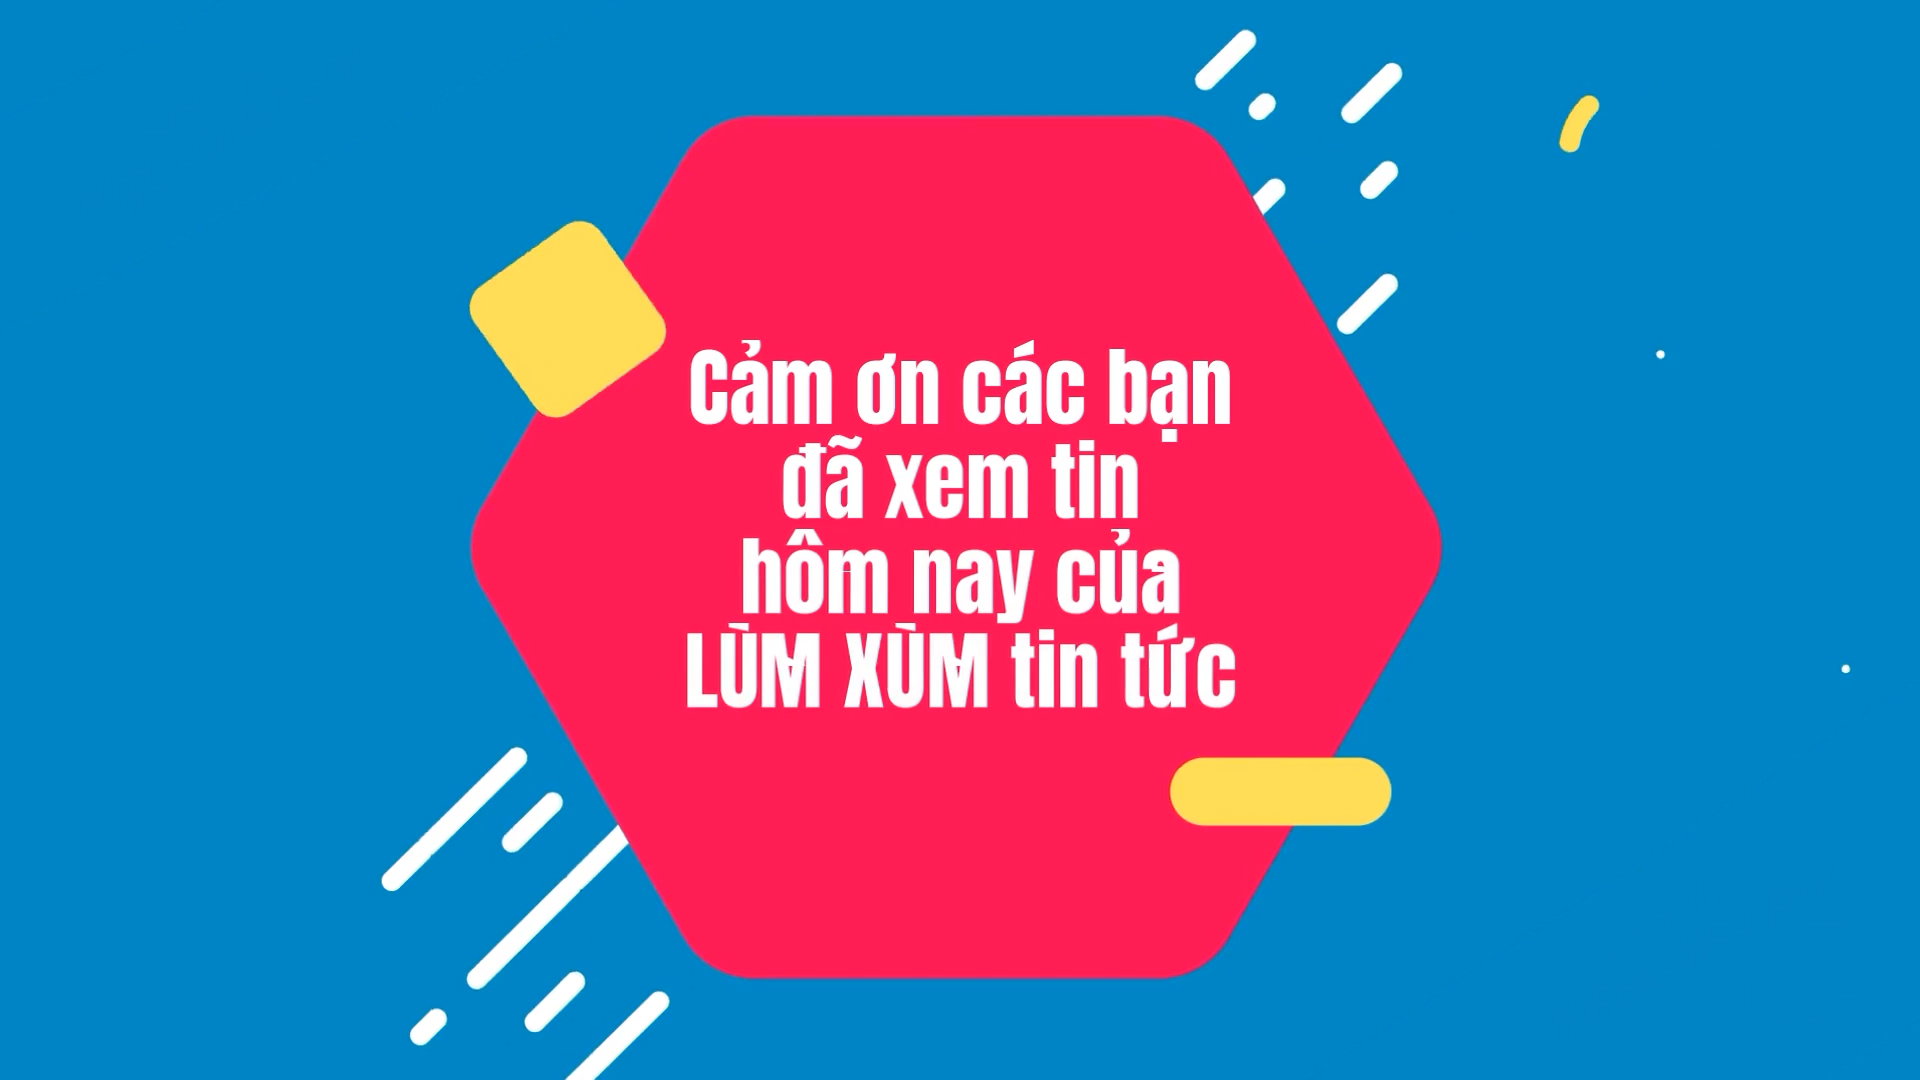 Cảm ơn các bạn
đã xem tin
hôm nay của
LÙM XÙM tin tức